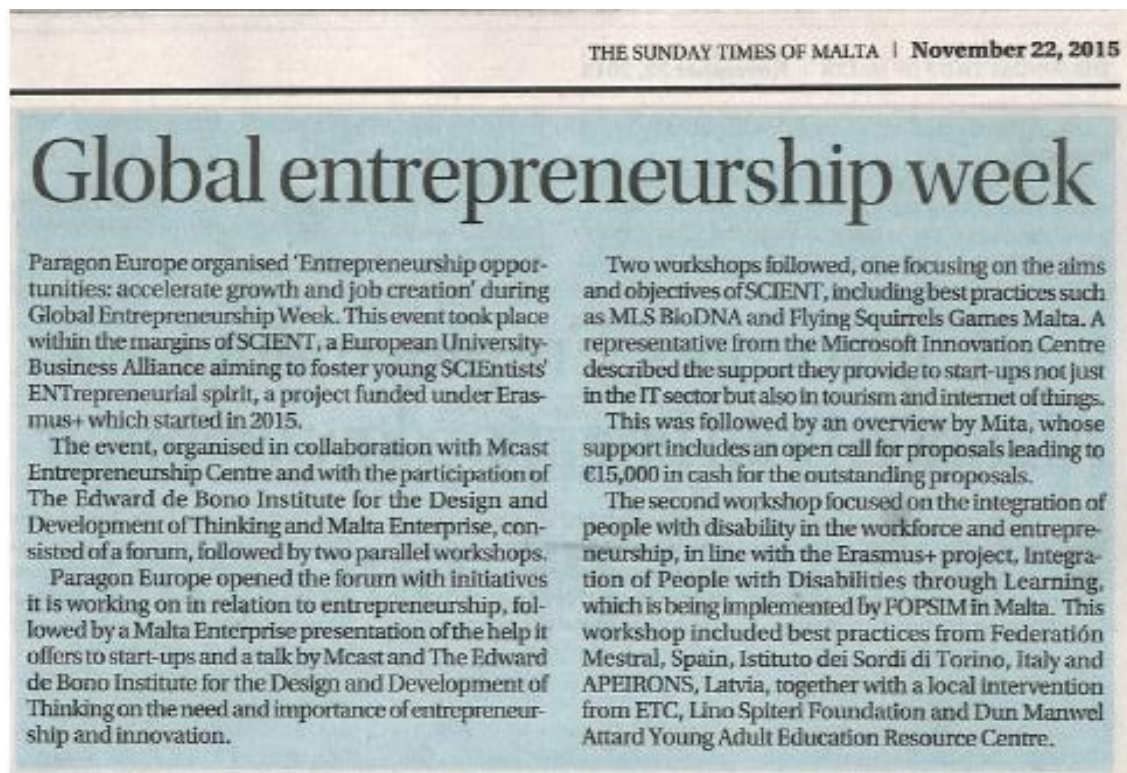 THE SUNDAY TIMES OF MALTA | November 22, 2015
Global entrepreneurship week
Paragon Europe organised 'Entrepreneurship oppor-
tunities: accelerate growth and job creation' during
Global Entrepreneurship Week. This event took place
within the margins of SCIENT, a European University-
Business Alliance aiming to foster young SCIEntists'
ENTrepreneurial spirit, a project funded under Eras-
mus+ which started in 2015.
The event, organised in collaboration with Mcast
Entrepreneurship Centre and with the participation of
The Edward de Bono Institute for the Design and
Development of Thinking and Malta Enterprise, con-
sisted of a forum, followed by two parallel workshops.
Paragon Europe opened the forum with initiatives
it is working on in relation to entrepreneurship, fol-
lowed by a Malta Enterprise presentation of the help it
offers to start-ups and a talk by Mcast and The Edward
de Bono Institute for the Design and Development of
Thinking on the need and importance of entrepreneur-
ship and innovation.
Two workshops followed, one focusing on the aims
and objectives of SCIENT, including best practices such
as MLS BioDNA and Flying Squirrels Games Malta. A
representative from the Microsoft Innovation Centre
described the support they provide to start-ups not just
in the IT sector but also in tourism and internet of things.
This was followed by an overview by Mita, whose
support includes an open call for proposals leading to
€15,000 in cash for the outstanding proposals.
The second workshop focused on the integration of
people with disability in the workforce and entrepre-
neurship, in line with the Erasmus+ project, Integra-
tion of People with Disabilities through Learning,
which is being implemented by FOPSIM in Malta. This
workshop included best practices from Federatión
Mestral, Spain, Istituto dei Sordi di Torino, Italy and
APEIRONS, Latvia, together with a local intervention
from ETC, Lino Spiteri Foundation and Dun Manwel
Attard Young Adult Education Resource Centre.